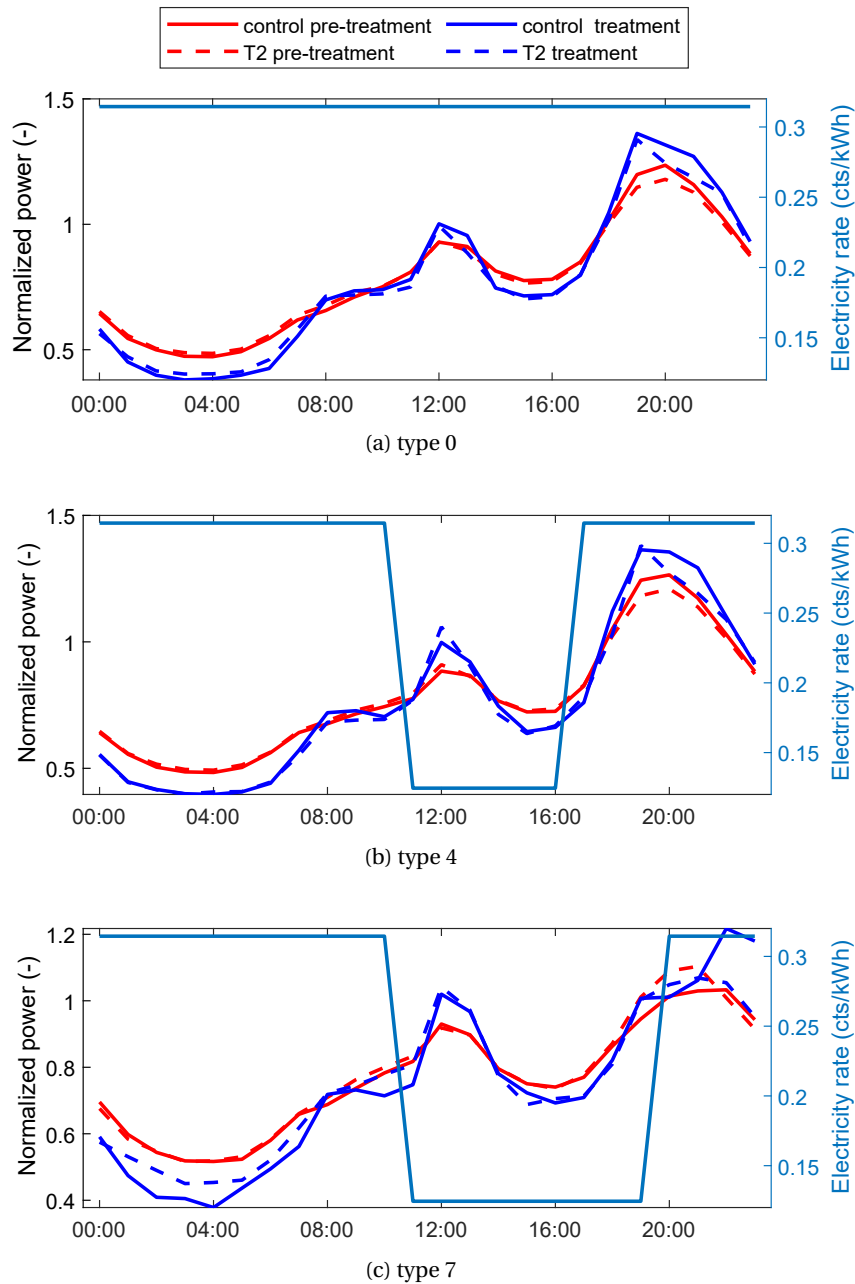 control pre-treatment control treatment
T2 pre-treatment T2 treatment
1.5
1
0.5
Normalized power (-)
0.3
0.25
0.2
0.15
Electricity rate (cts/kWh)
00:00 04:00 08:00 12:00 16:00 20:00
(a) type 0
1.5
1
0.5
Normalized power (-)
0.3
0.25
0.2
0.15
Electricity rate (cts/kWh)
00:00 04:00 08:00 12:00 16:00 20:00
(b) type 4
1.2
1.0
0.8
0.6
0.4
Normalized power (-)
0.3
0.25
0.2
0.15
Electricity rate (cts/kWh)
00:00 04:00 08:00 12:00 16:00 20:00
(c) type 7